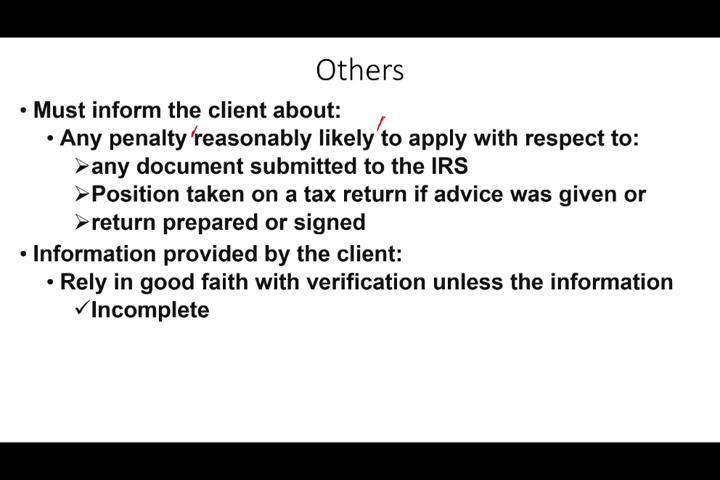 Others
• Must inform the client about:
• Any penalty reasonably likely to apply with respect to:
➢any document submitted to the IRS
➢Position taken on a tax return if advice was given or
➢return prepared or signed
• Information provided by the client:
• Rely in good faith with verification unless the information
✓Incomplete